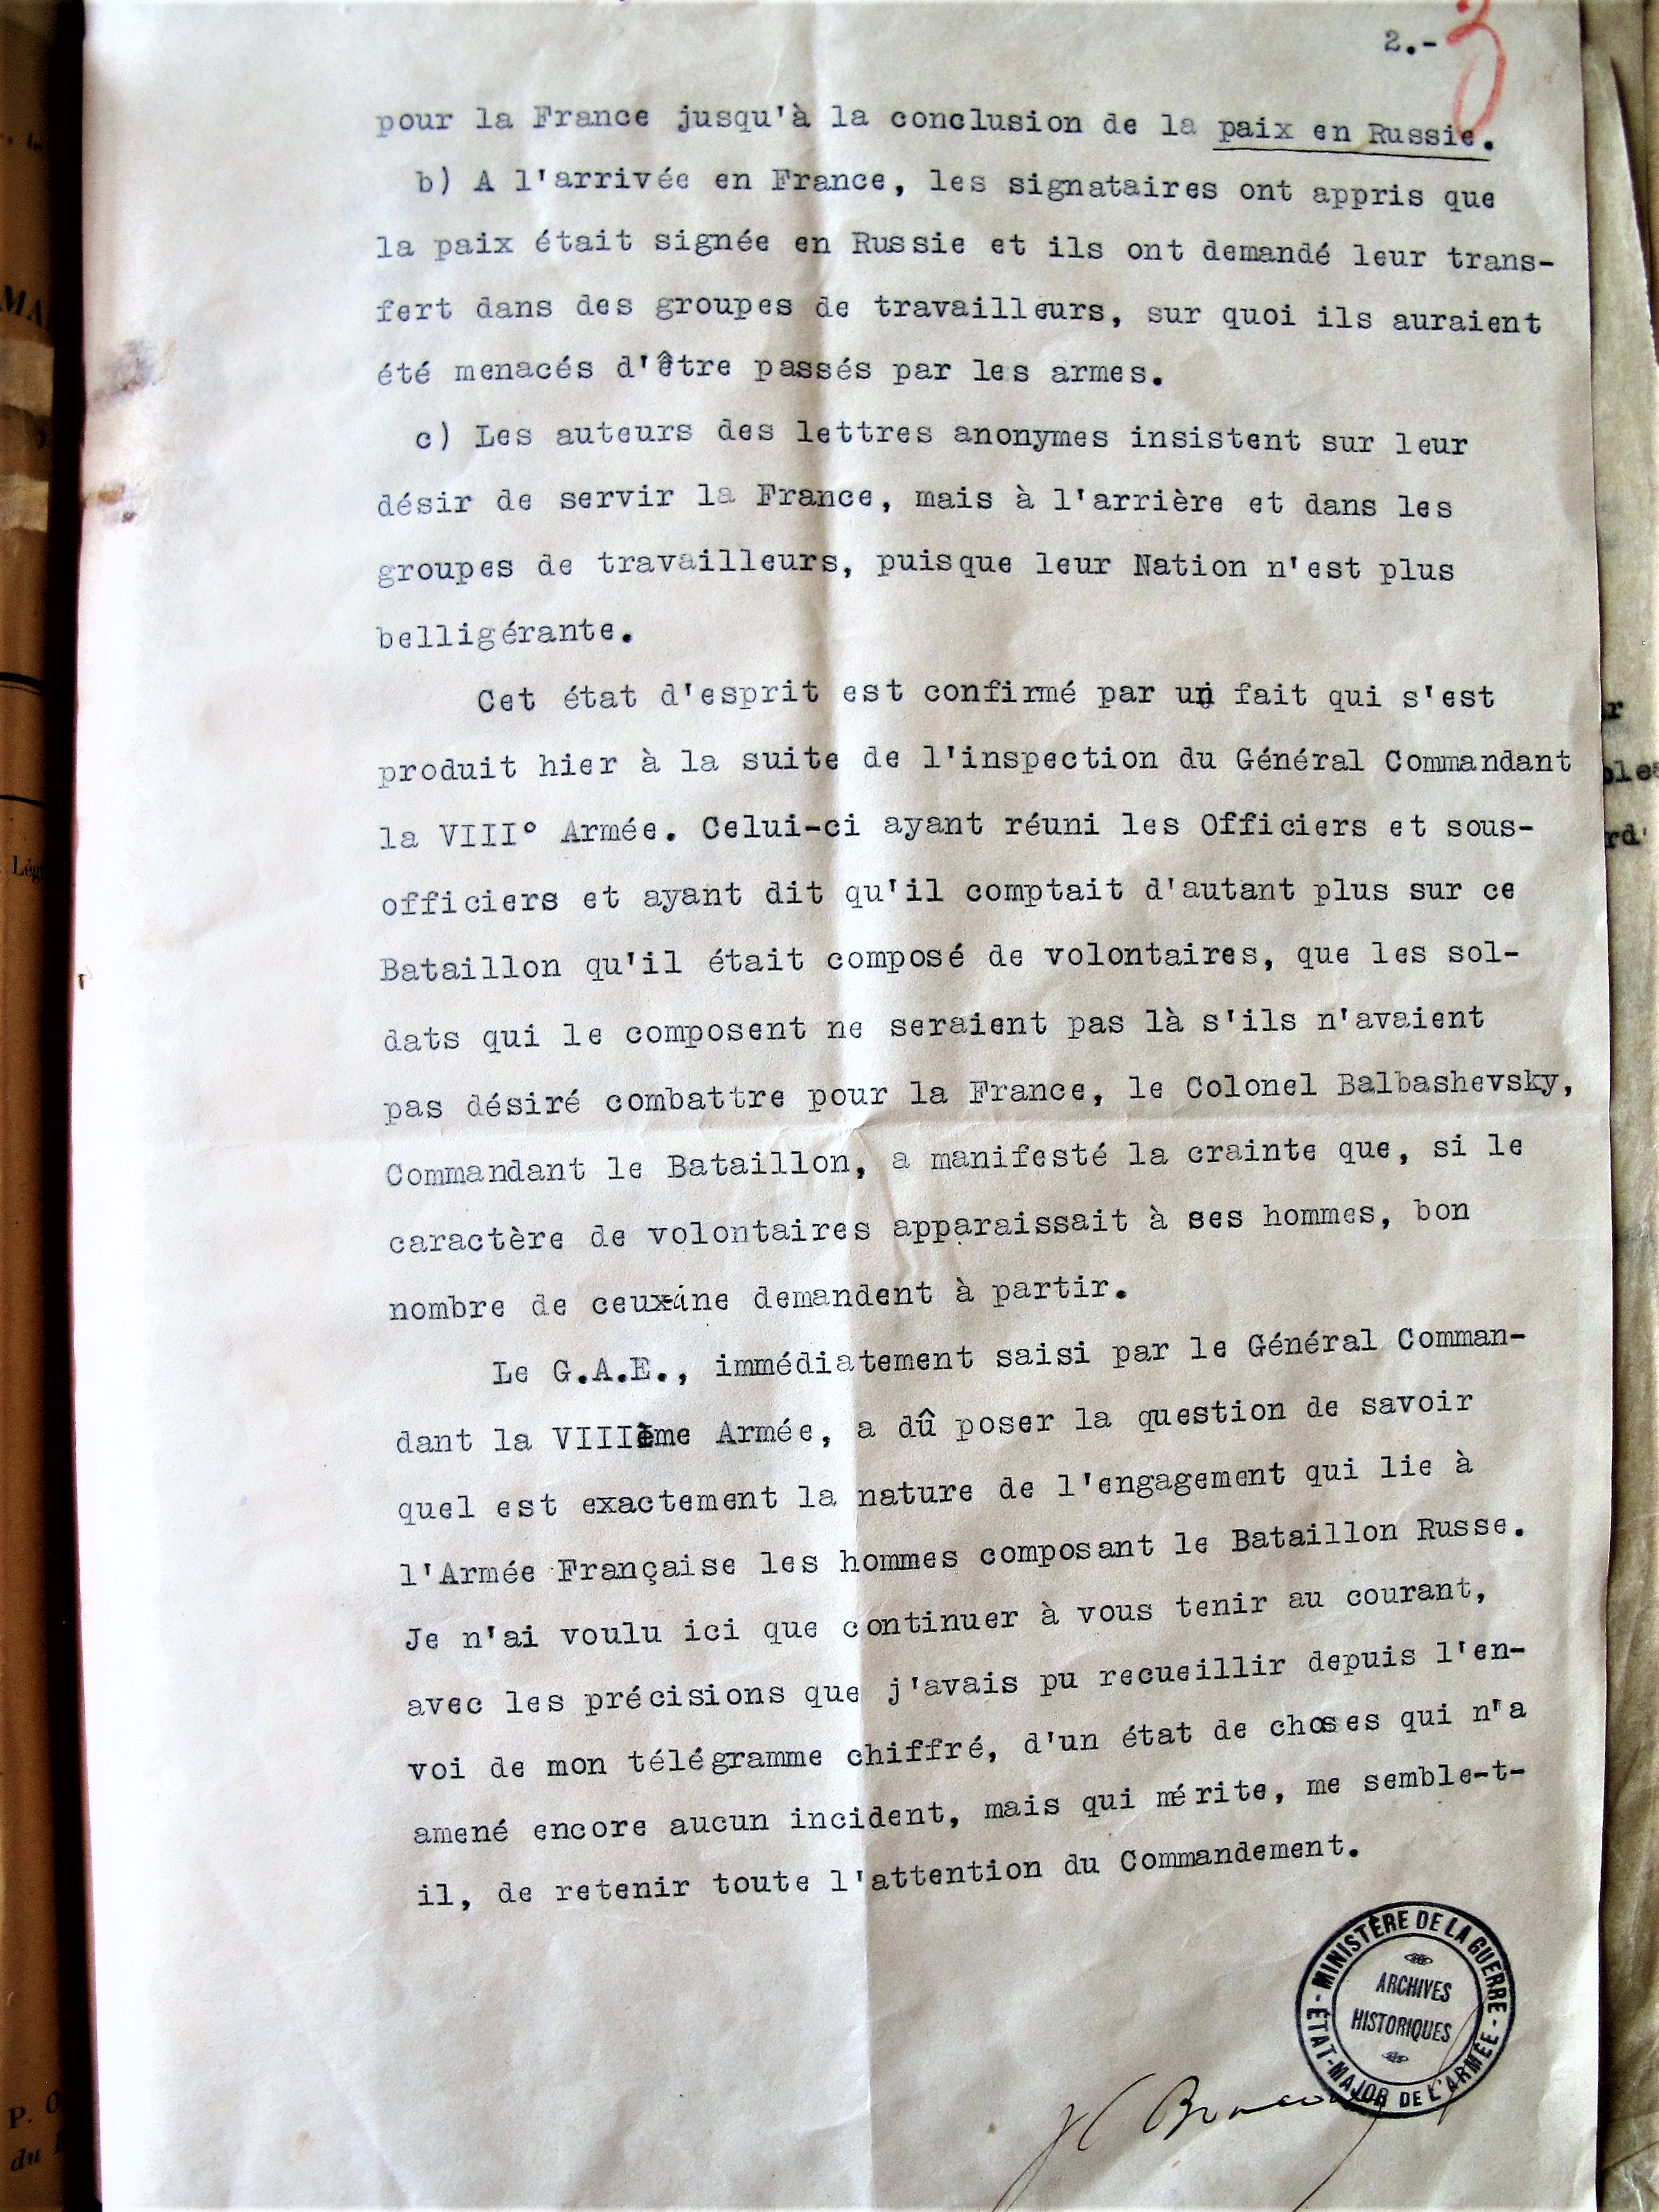 2.-
3
pour la France jusqu'à la conclusion de la paix en Russie.
b) A l'arrivée en France, les signataires ont appris que
la paix était signée en Russie et ils ont demandé leur trans-
fert dans des groupes de travailleurs, sur quoi ils auraient
été menacés d'être passés par les armes.
c) Les auteurs des lettres anonymes insistent sur leur
désir de servir la France, mais à l'arrière et dans les
groupes de travailleurs, puisque leur Nation n'est plus
belligérante.
Cet état d'esprit est confirmé par un fait qui s'est
produit hier à la suite de l'inspection du Général Commandant
la VIII° Armée. Celui-ci ayant réuni les Officiers et sous-
officiers et ayant dit qu'il comptait d'autant plus sur ce
Bataillon qu'il était composé de volontaires, que les sol-
dats qui le composent ne seraient pas là s'ils n'avaient
pas désiré combattre pour la France, le Colonel Balbashevsky,
Commandant le Bataillon, a manifesté la crainte que, si le
caractère de volontaires apparaissait à ses hommes, bon
nombre de ceux-ci ne demandent à partir.
Le G.A.E., immédiatement saisi par le Général Comman-
dant la VIIIème Armée, a dû poser la question de savoir
quel est exactement la nature de l'engagement qui lie à
l'Armée Française les hommes composant le Bataillon Russe.
Je n'ai voulu ici que continuer à vous tenir au courant,
avec les précisions que j'avais pu recueillir depuis l'en-
voi de mon télégramme chiffré, d'un état de choses qui n'a
amené encore aucun incident, mais qui mérite, me semble-t-
il, de retenir toute l'attention du Commandement.
MINISTÈRE DE LA GUERRE
ARCHIVES
HISTORIQUES
ÉTAT-MAJOR DE L'ARMÉE